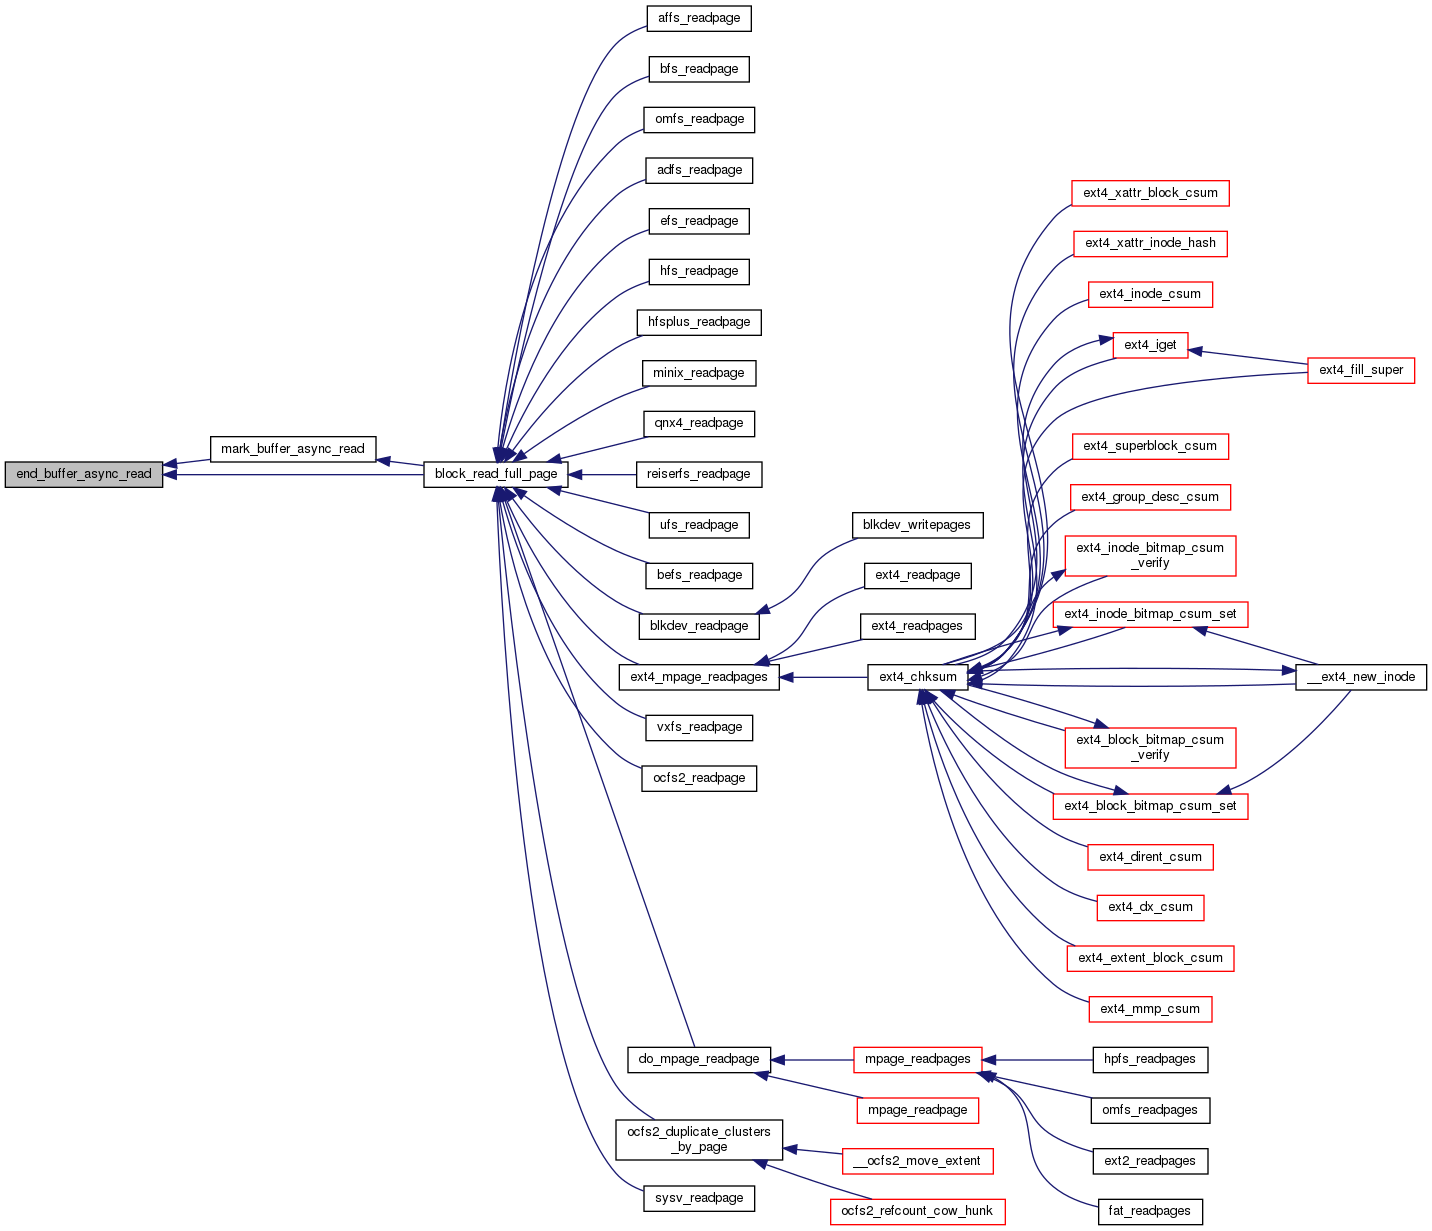 end_buffer_async_read
mark_buffer_async_read
block_read_full_page
affs_readpage
bfs_readpage
omfs_readpage
adfs_readpage
efs_readpage
hfs_readpage
hfsplus_readpage
minix_readpage
qnx4_readpage
reiserfs_readpage
ufs_readpage
befs_readpage
blkdev_readpage
ext4_mpage_readpages
vxfs_readpage
ocfs2_readpage
do_mpage_readpage
ocfs2_duplicate_clusters
_by_page
sysv_readpage
blkdev_writepages
ext4_readpage
ext4_readpages
ext4_chksum
mpage_readpages
mpage_readpage
__ocfs2_move_extent
ocfs2_refcount_cow_hunk
ext4_xattr_block_csum
ext4_xattr_inode_hash
ext4_inode_csum
ext4_iget
ext4_superblock_csum
ext4_group_desc_csum
ext4_inode_bitmap_csum
_verify
ext4_inode_bitmap_csum_set
ext4_block_bitmap_csum
_verify
ext4_block_bitmap_csum_set
ext4_dirent_csum
ext4_dx_csum
ext4_extent_block_csum
ext4_mmp_csum
hpfs_readpages
omfs_readpages
ext2_readpages
fat_readpages
ext4_fill_super
__ext4_new_inode